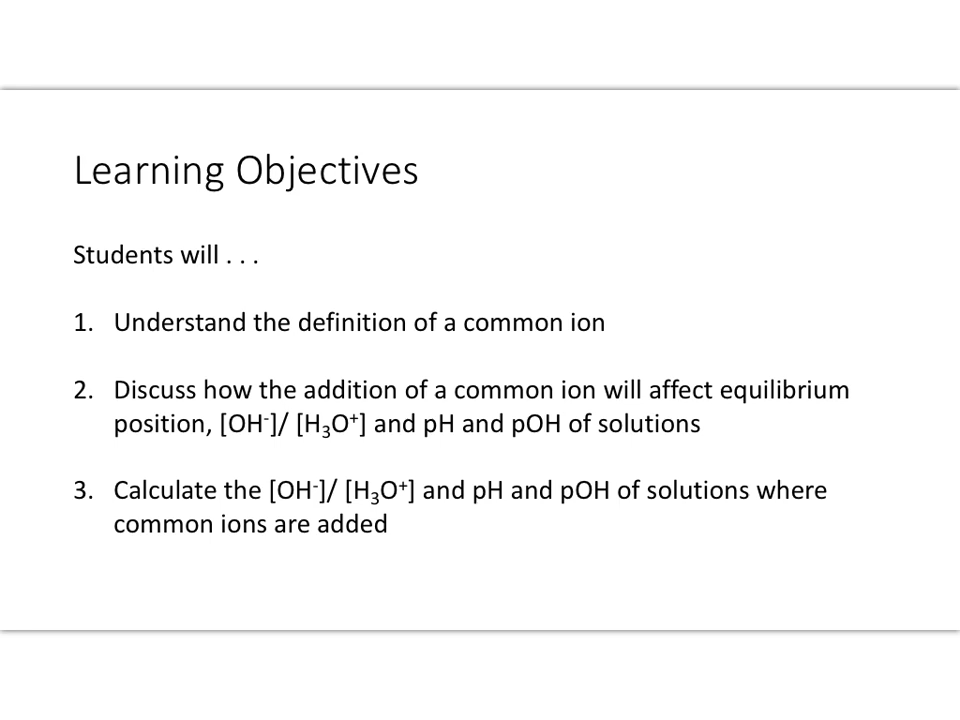 Learning Objectives
Students will . . .
1. Understand the definition of a common ion
2. Discuss how the addition of a common ion will affect equilibrium
position, [OH⁻]/ [H₃O⁺] and pH and pOH of solutions
3. Calculate the [OH⁻]/ [H₃O⁺] and pH and pOH of solutions where
common ions are added